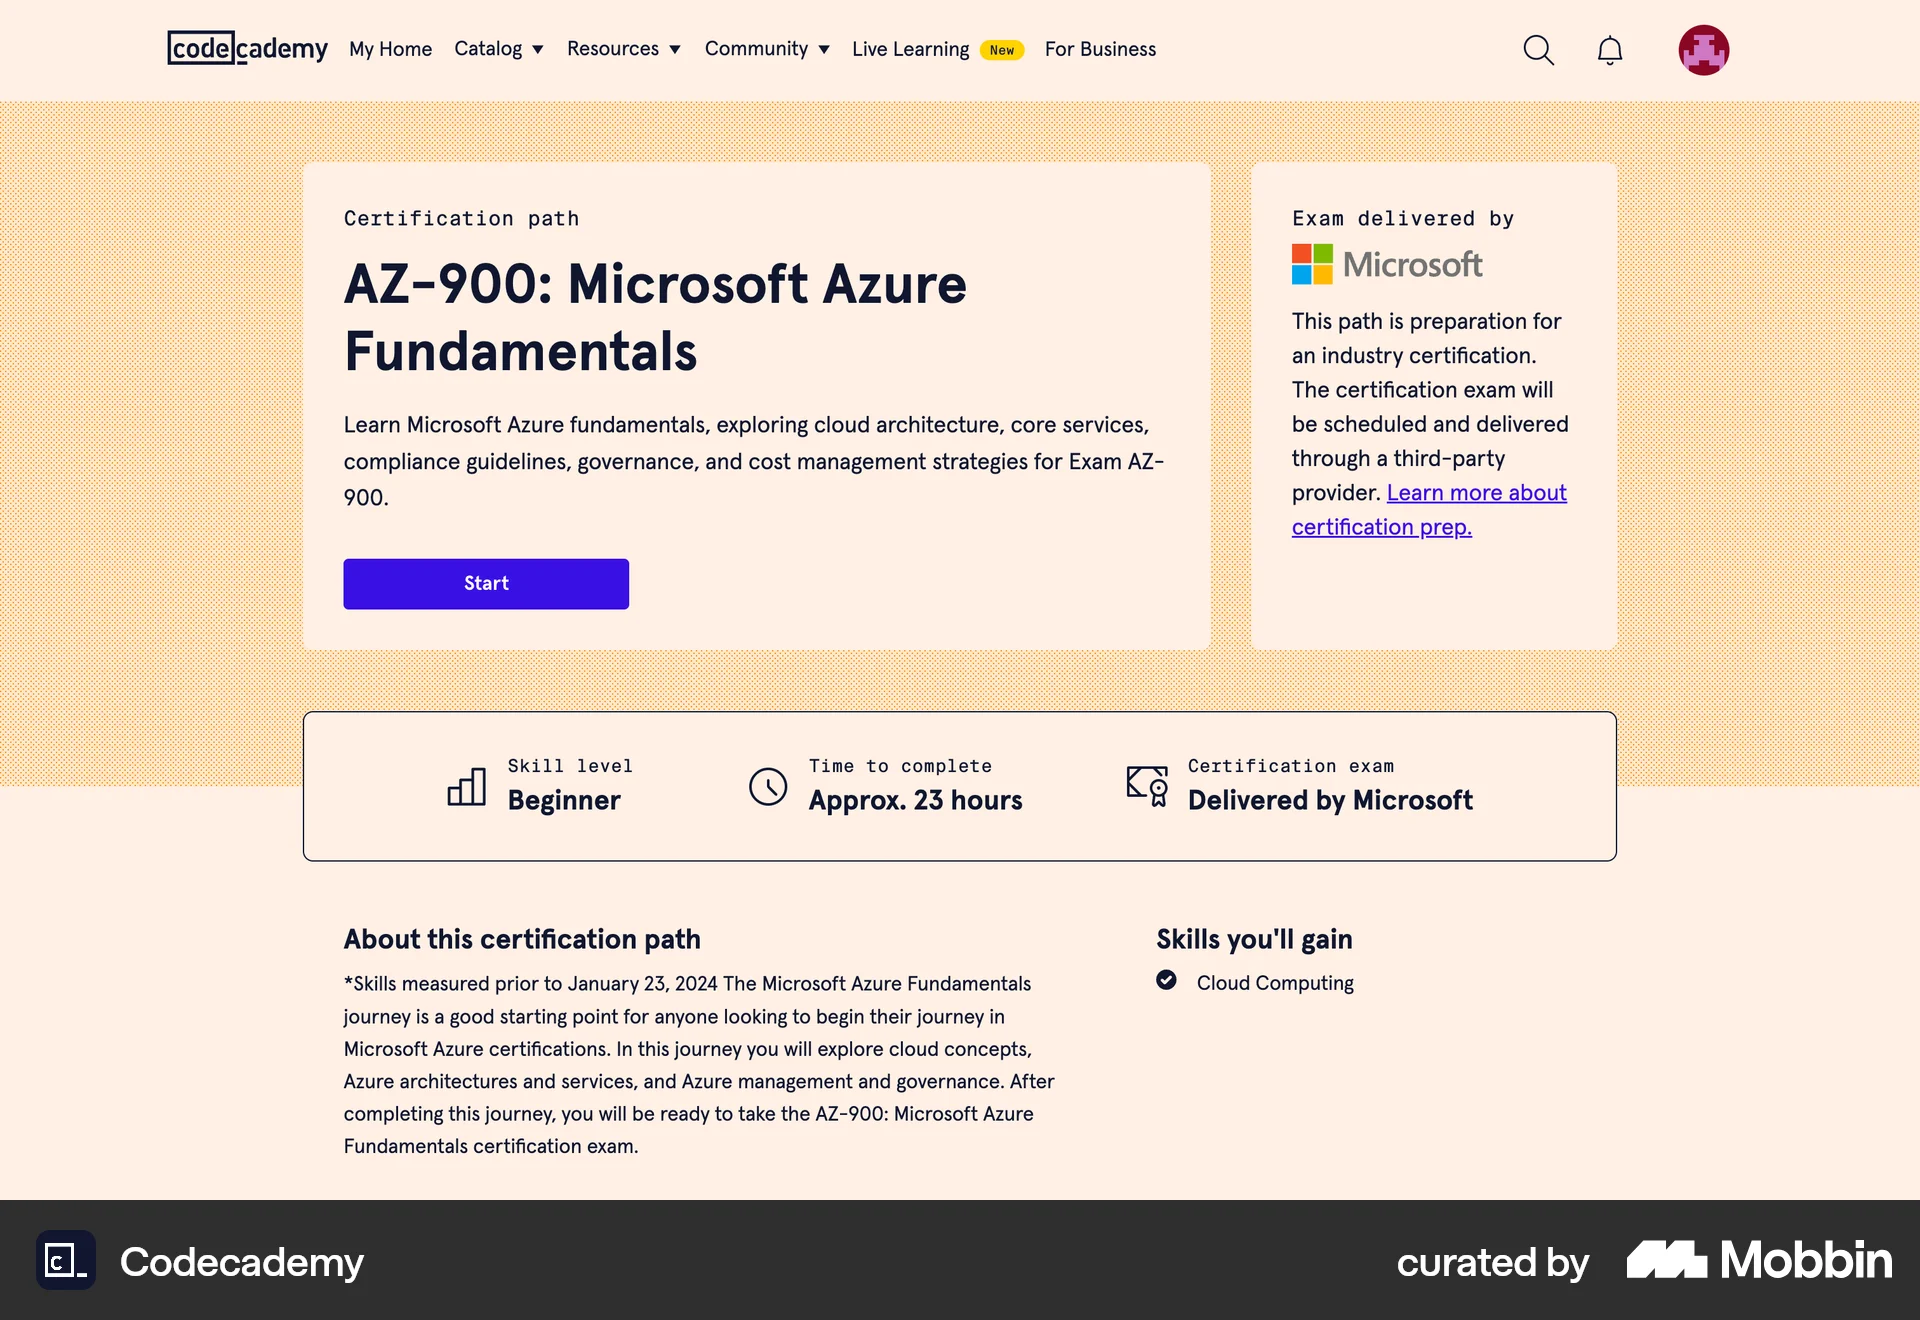 codecademy My Home Catalog Resources Community Live Learning New For Business
Certification path
AZ-900: Microsoft Azure
Fundamentals
Learn Microsoft Azure fundamentals, exploring cloud architecture, core services,
compliance guidelines, governance, and cost management strategies for Exam AZ-
900.
Start
Exam delivered by
Microsoft
This path is preparation for
an industry certification.
The certification exam will
be scheduled and delivered
through a third-party
provider. Learn more about
certification prep.
Skill level
Beginner
Time to complete
Approx. 23 hours
Certification exam
Delivered by Microsoft
About this certification path
*Skills measured prior to January 23, 2024 The Microsoft Azure Fundamentals
journey is a good starting point for anyone looking to begin their journey in
Microsoft Azure certifications. In this journey you will explore cloud concepts,
Azure architectures and services, and Azure management and governance. After
completing this journey, you will be ready to take the AZ-900: Microsoft Azure
Fundamentals certification exam.
Skills you'll gain
Cloud Computing
c_ Codecademy
curated by Mobbin